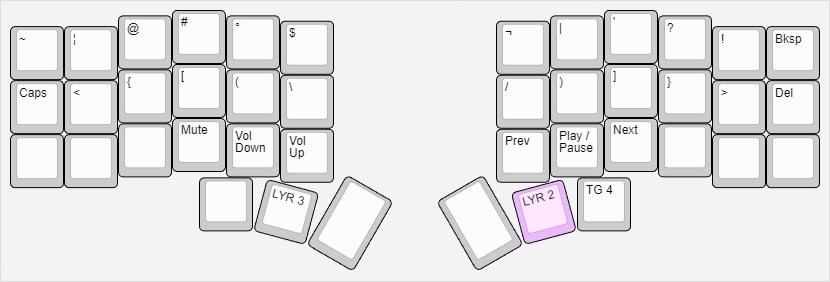 ~ ¦ @ # ° $ ¬ | ' ? ! Bksp
Caps < { [ ( \ / ) ] } > Del
Mute Vol Down Vol Up Prev Play / Pause Next
LYR 3 LYR 2 TG 4